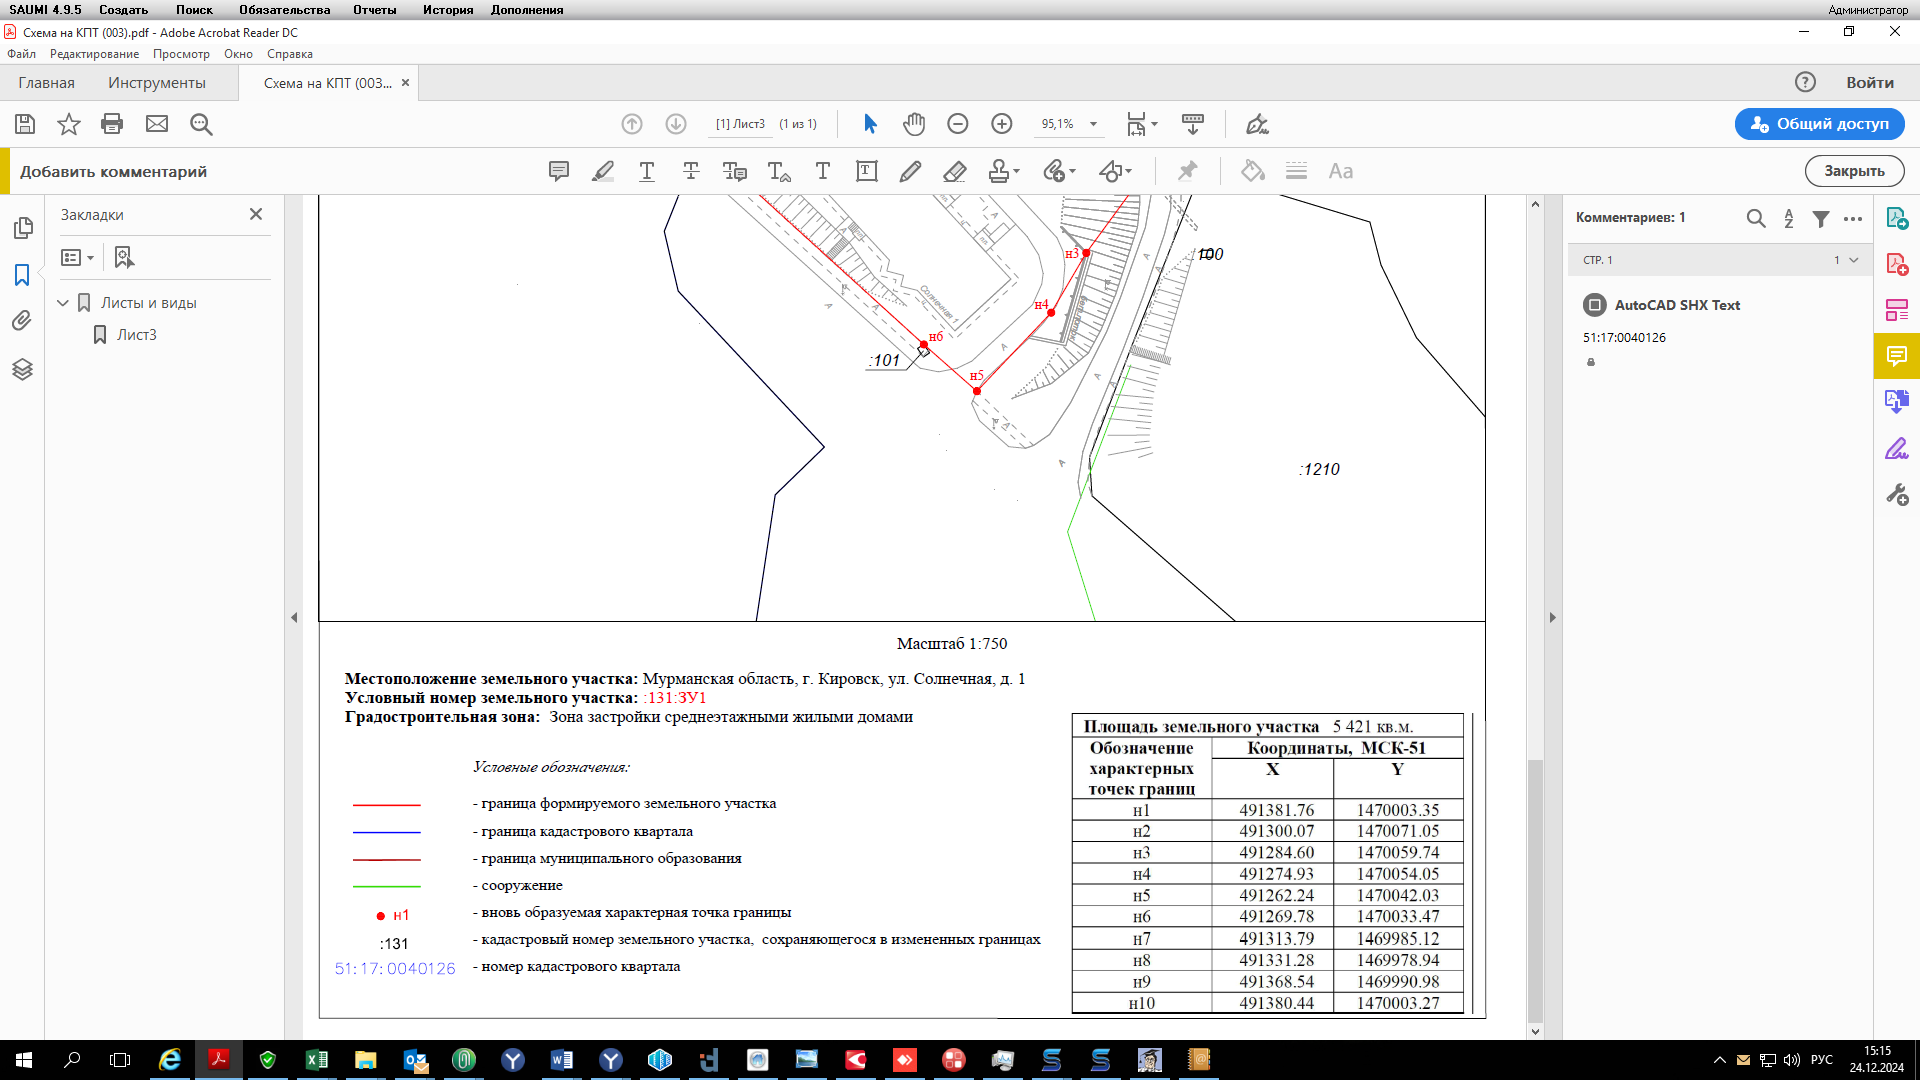 SAUMI 4.9.5 Создать Поиск Обязательства Отчеты История Дополнения Администратор
Схема на КПТ (003).pdf - Adobe Acrobat Reader DC
Файл Редактирование Просмотр Окно Справка
Главная Инструменты Схема на КПТ (003... × Войти
[1] Лист3 (1 из 1) 95,1% Общий доступ
Добавить комментарий Закрыть
Закладки
Листы и виды
Лист3
н3
:100
н4
Солнечная 1
н6
:101
н5
:1210
Масштаб 1:750
Местоположение земельного участка: Мурманская область, г. Кировск, ул. Солнечная, д. 1
Условный номер земельного участка: :131:ЗУ1
Градостроительная зона: Зона застройки среднеэтажными жилыми домами
Условные обозначения:
- граница формируемого земельного участка
- граница кадастрового квартала
- граница муниципального образования
- сооружение
н1 - вновь образуемая характерная точка границы
:131 - кадастровый номер земельного участка, сохраняющегося в измененных границах
51:17:0040126 - номер кадастрового квартала
Площадь земельного участка 5 421 кв.м.
Обозначение характерных точек границ Координаты, МСК-51
X Y
н1 491381.76 1470003.35
н2 491300.07 1470071.05
н3 491284.60 1470059.74
н4 491274.93 1470054.05
н5 491262.24 1470042.03
н6 491269.78 1470033.47
н7 491313.79 1469985.12
н8 491331.28 1469978.94
н9 491368.54 1469990.98
н10 491380.44 1470003.27
Комментариев: 1
СТР. 1 1
AutoCAD SHX Text
51:17:0040126
РУС
15:15
24.12.2024